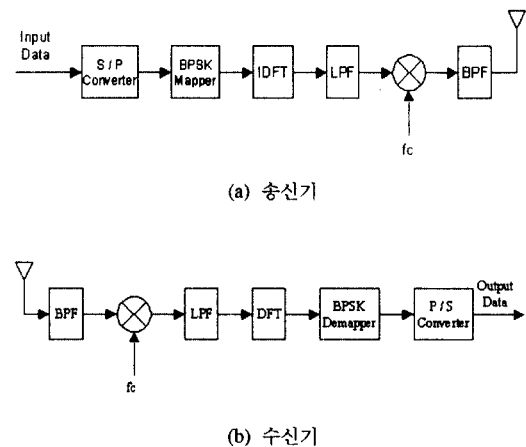 Input
Data
S / P
Converter
BPSK
Mapper
IDFT
LPF
BPF
fc
(a) 송신기
BPF
LPF
DFT
BPSK
Demapper
P / S
Converter
Output
Data
fc
(b) 수신기